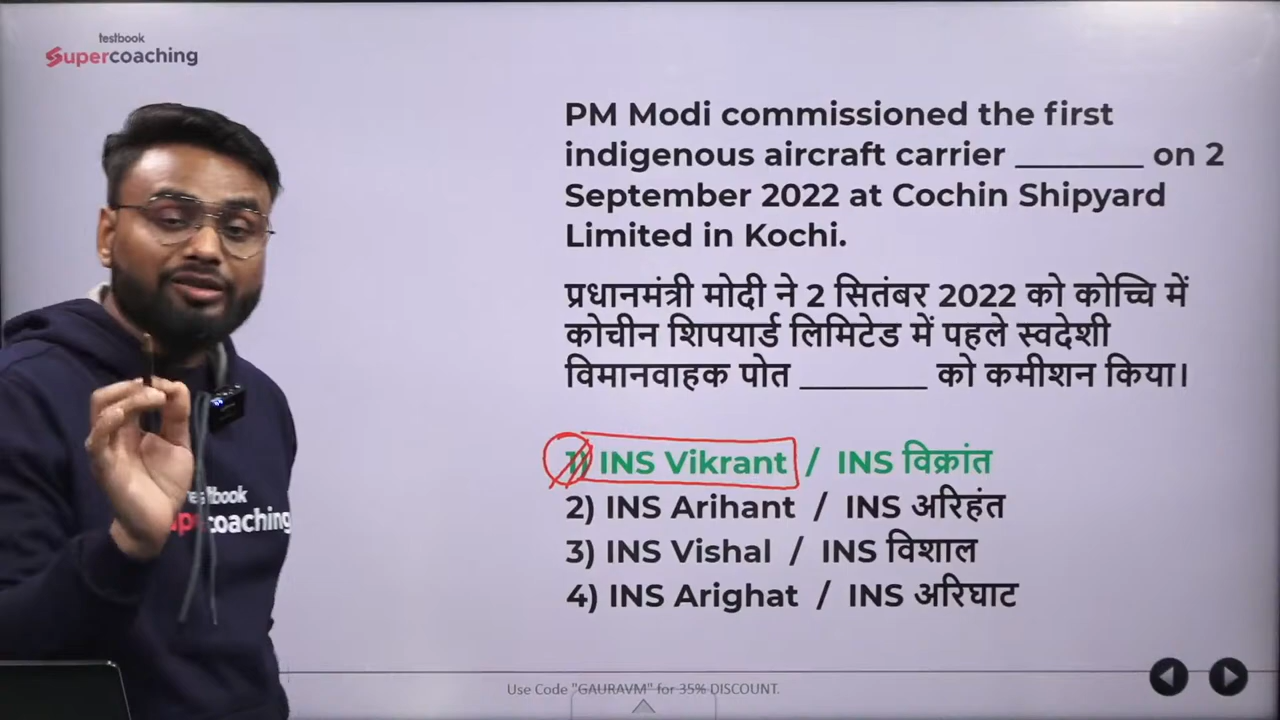 testbook
Supercoaching
PM Modi commissioned the first
indigenous aircraft carrier ________ on 2
September 2022 at Cochin Shipyard
Limited in Kochi.
प्रधानमंत्री मोदी ने 2 सितंबर 2022 को कोच्चि में
कोचीन शिपयार्ड लिमिटेड में पहले स्वदेशी
विमानवाहक पोत ________ को कमीशन किया।
1) INS Vikrant / INS विक्रांत
2) INS Arihant / INS अरिहंत
3) INS Vishal / INS विशाल
4) INS Arighat / INS अरिघाट
testbook
Supercoaching
Use Code "GAURAVM" for 35% DISCOUNT.